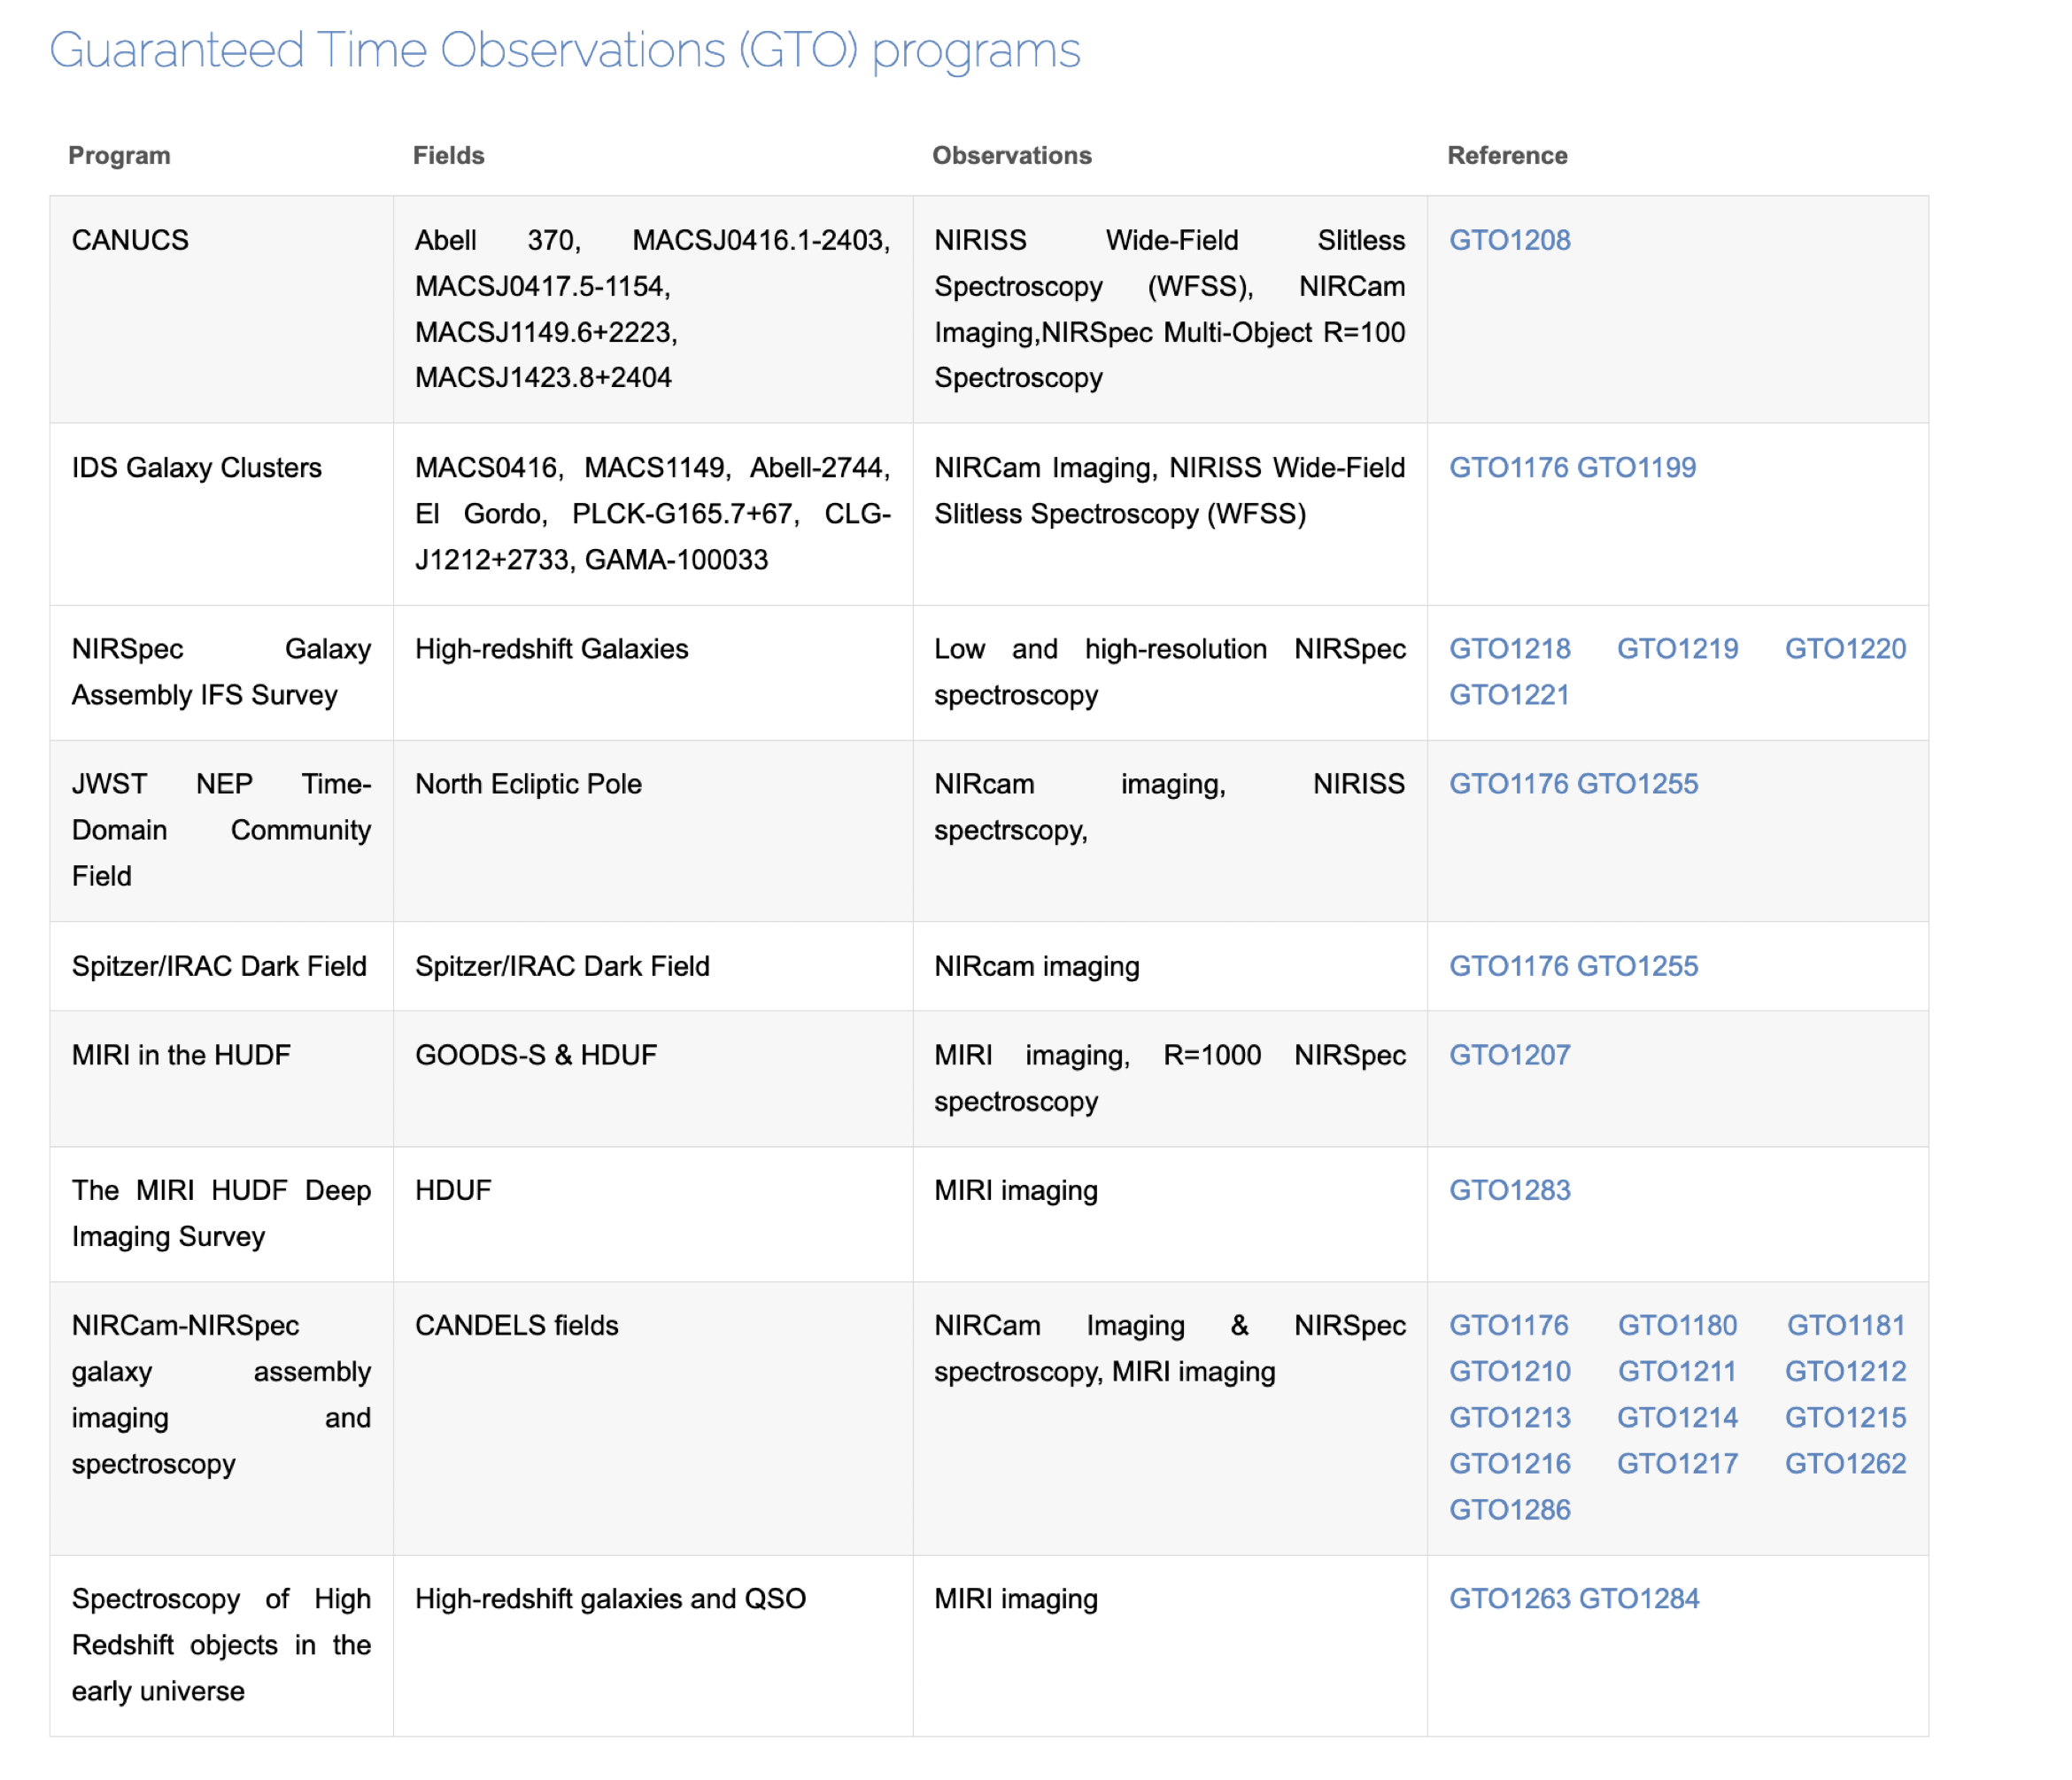 Guaranteed Time Observations (GTO) programs
Program Fields Observations Reference
CANUCS
Abell 370, MACSJ0416.1-2403,
MACSJ0417.5-1154,
MACSJ1149.6+2223,
MACSJ1423.8+2404
NIRISS Wide-Field Slitless
Spectroscopy (WFSS), NIRCam
Imaging,NIRSpec Multi-Object R=100
Spectroscopy
GTO1208
IDS Galaxy Clusters
MACS0416, MACS1149, Abell-2744,
El Gordo, PLCK-G165.7+67, CLG-
J1212+2733, GAMA-100033
NIRCam Imaging, NIRISS Wide-Field
Slitless Spectroscopy (WFSS)
GTO1176 GTO1199
NIRSpec Galaxy
Assembly IFS Survey
High-redshift Galaxies
Low and high-resolution NIRSpec
spectroscopy
GTO1218 GTO1219 GTO1220
GTO1221
JWST NEP Time-
Domain Community
Field
North Ecliptic Pole
NIRcam imaging, NIRISS
spectrscopy,
GTO1176 GTO1255
Spitzer/IRAC Dark Field
Spitzer/IRAC Dark Field
NIRcam imaging
GTO1176 GTO1255
MIRI in the HUDF
GOODS-S & HDUF
MIRI imaging, R=1000 NIRSpec
spectroscopy
GTO1207
The MIRI HUDF Deep
Imaging Survey
HDUF
MIRI imaging
GTO1283
NIRCam-NIRSpec
galaxy assembly
imaging and
spectroscopy
CANDELS fields
NIRCam Imaging & NIRSpec
spectroscopy, MIRI imaging
GTO1176 GTO1180 GTO1181
GTO1210 GTO1211 GTO1212
GTO1213 GTO1214 GTO1215
GTO1216 GTO1217 GTO1262
GTO1286
Spectroscopy of High
Redshift objects in the
early universe
High-redshift galaxies and QSO
MIRI imaging
GTO1263 GTO1284